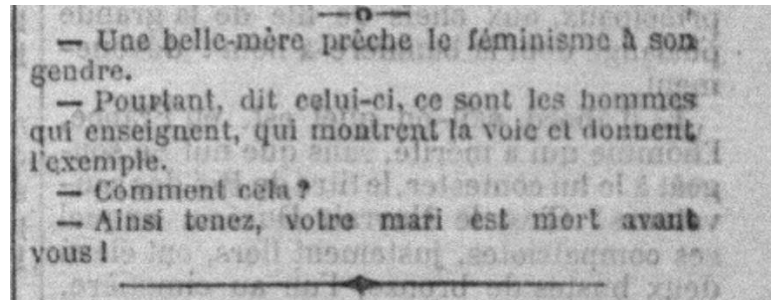 — Une belle-mère prêche le féminisme à son
gendre.
— Pourtant, dit celui-ci, ce sont les hommes
qui enseignent, qui montrent la voie et donnent
l'exemple.
— Comment cela ?
— Ainsi tenez, votre mari est mort avant
vous !